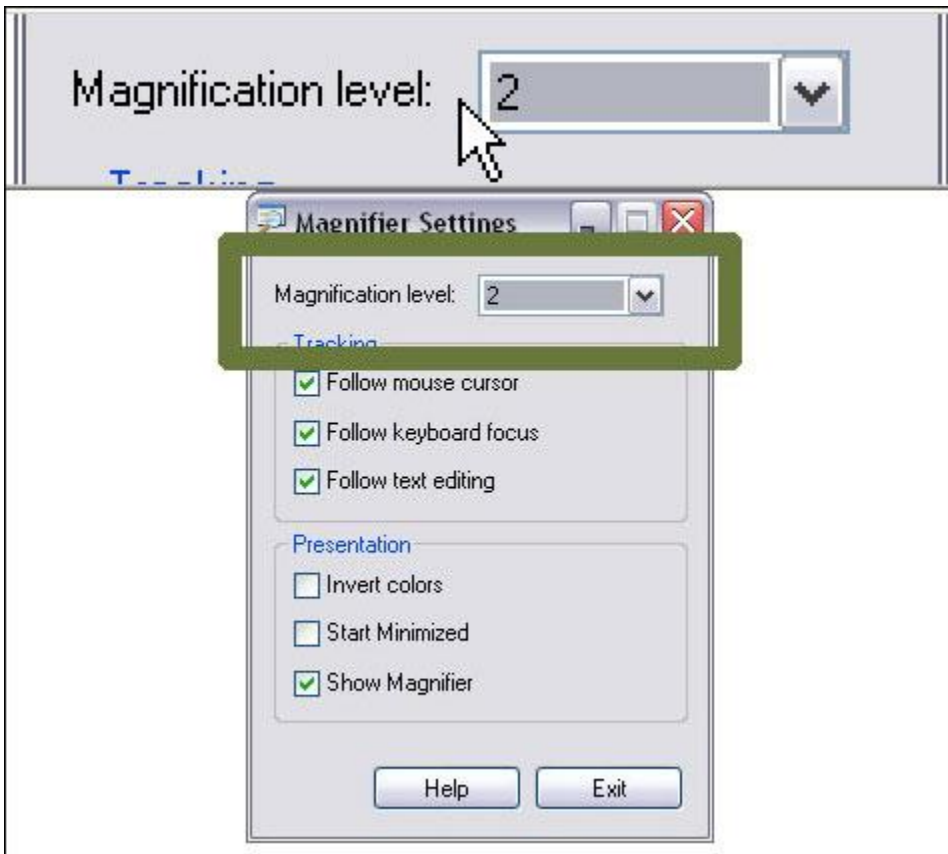 Magnification level: 2
Tracking
Magnifier Settings
Magnification level: 2
Tracking
Follow mouse cursor
Follow keyboard focus
Follow text editing
Presentation
Invert colors
Start Minimized
Show Magnifier
Help Exit